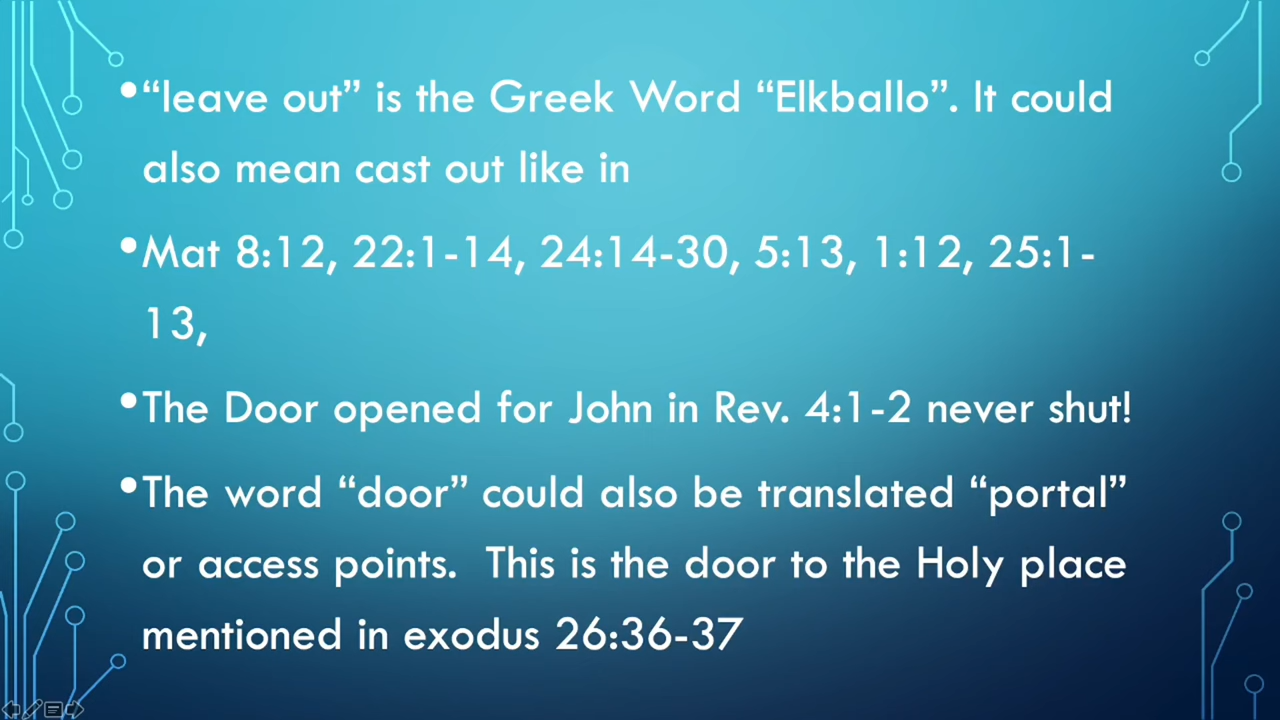 •“leave out” is the Greek Word “Elkballo”. It could
also mean cast out like in
•Mat 8:12, 22:1-14, 24:14-30, 5:13, 1:12, 25:1-
13,
•The Door opened for John in Rev. 4:1-2 never shut!
•The word “door” could also be translated “portal”
or access points.  This is the door to the Holy place
mentioned in exodus 26:36-37